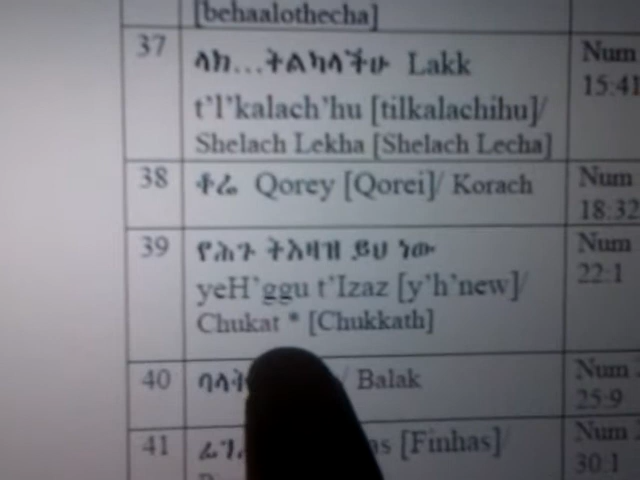 [behaalothecha]
37 ላክ...ትልካላችሁ Lakk Num
t'l'kalach'hu [tilkalachihu]/ 15:41
Shelach Lekha [Shelach Lecha]
38 ቆሬ Qorey [Qorei]/ Korach Num
18:32
39 የሕጉ ትእዛዝ ይህ ነው Num
yeH'ggu t'Izaz [y'h'new]/ 22:1
Chukat * [Chukkath]
40 / Balak Num
25:9
41 [Finhas]/ Num
30:1